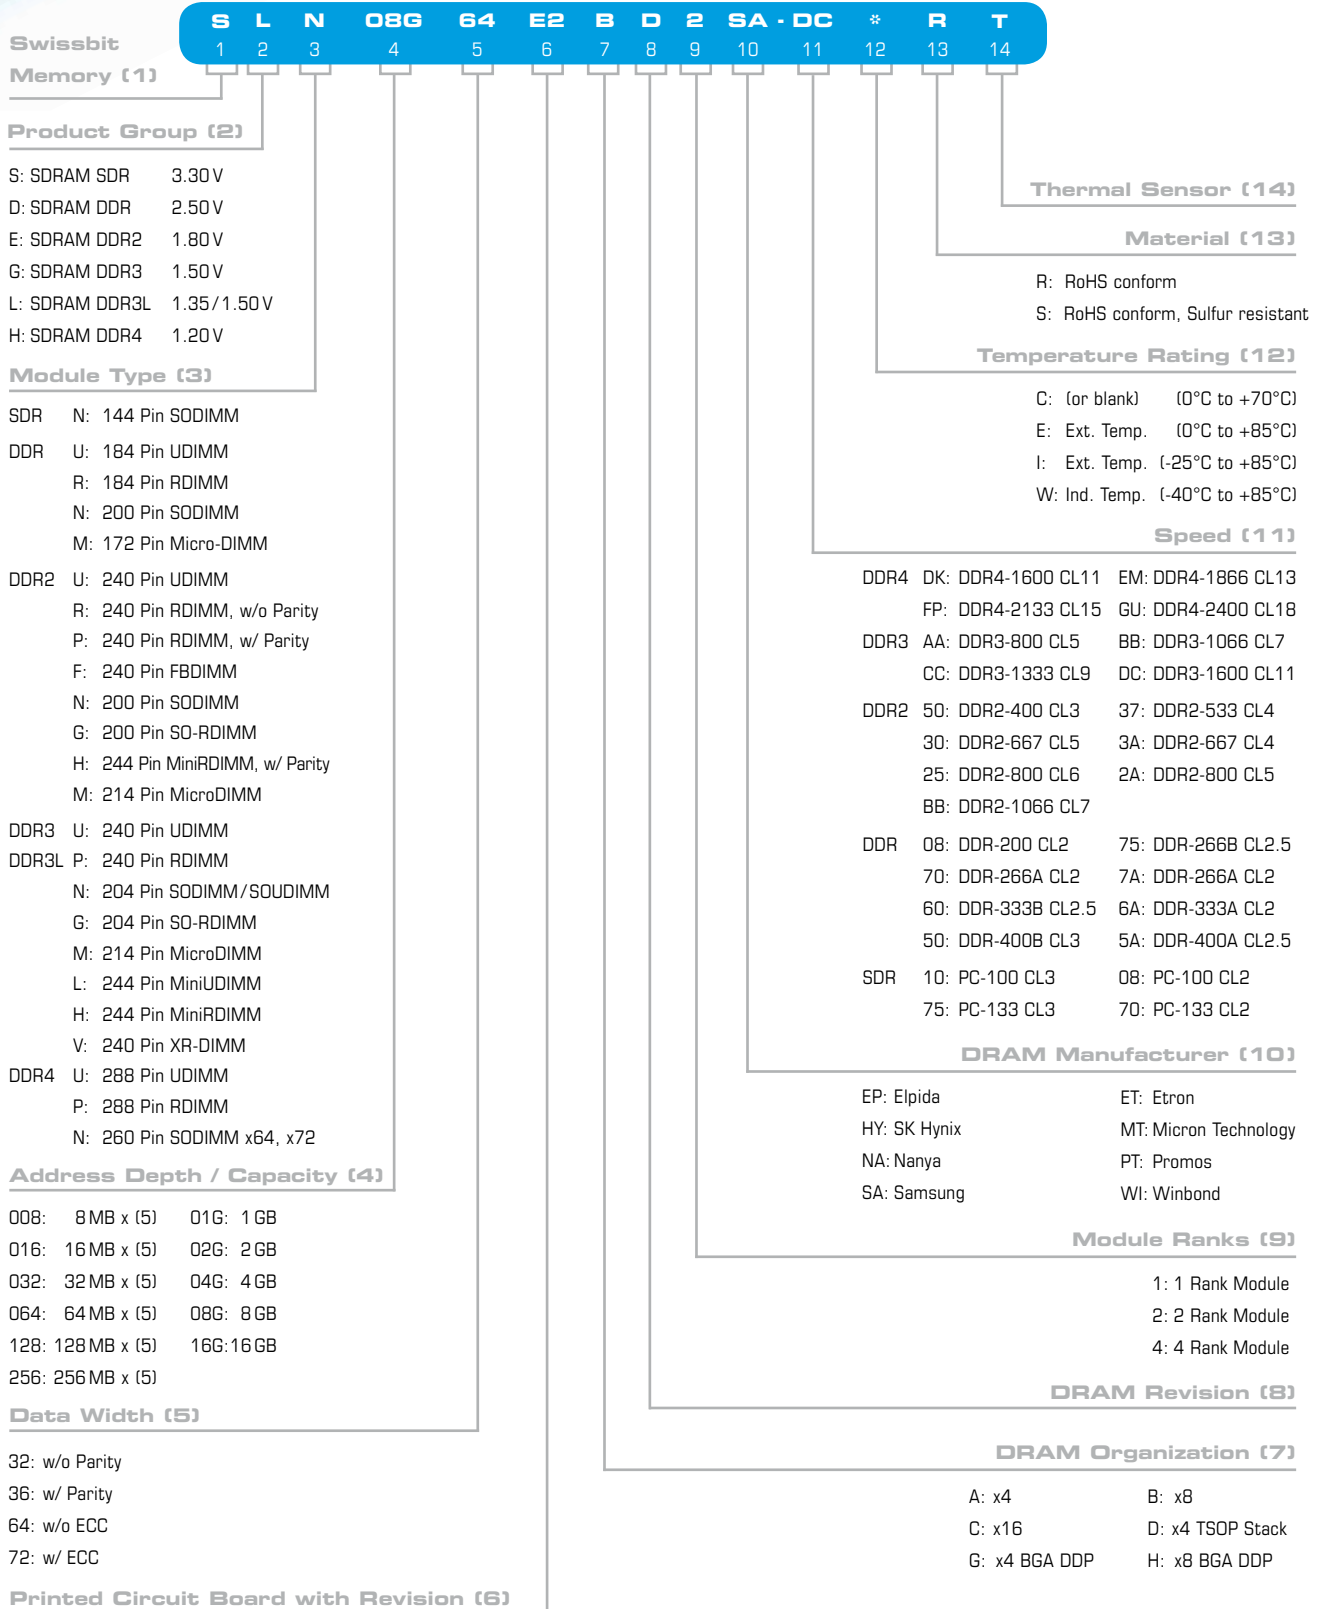 S L N 08G 64 E2 B D 2 SA - DC * R T
1 2 3 4 5 6 7 8 9 10 11 12 13 14
Swissbit
Memory (1)
Product Group (2)
S: SDRAM SDR 3.30 V
D: SDRAM DDR 2.50 V
E: SDRAM DDR2 1.80 V
G: SDRAM DDR3 1.50 V
L: SDRAM DDR3L 1.35/1.50 V
H: SDRAM DDR4 1.20 V
Module Type (3)
SDR N: 144 Pin SODIMM
DDR U: 184 Pin UDIMM
R: 184 Pin RDIMM
N: 200 Pin SODIMM
M: 172 Pin Micro-DIMM
DDR2 U: 240 Pin UDIMM
R: 240 Pin RDIMM, w/o Parity
P: 240 Pin RDIMM, w/ Parity
F: 240 Pin FBDIMM
N: 200 Pin SODIMM
G: 200 Pin SO-RDIMM
H: 244 Pin MiniRDIMM, w/ Parity
M: 214 Pin MicroDIMM
DDR3 U: 240 Pin UDIMM
DDR3L P: 240 Pin RDIMM
N: 204 Pin SODIMM/SOUDIMM
G: 204 Pin SO-RDIMM
M: 214 Pin MicroDIMM
L: 244 Pin MiniUDIMM
H: 244 Pin MiniRDIMM
V: 240 Pin XR-DIMM
DDR4 U: 288 Pin UDIMM
P: 288 Pin RDIMM
N: 260 Pin SODIMM x64, x72
Address Depth / Capacity (4)
008: 8 MB x (5) 01G: 1 GB
016: 16 MB x (5) 02G: 2 GB
032: 32 MB x (5) 04G: 4 GB
064: 64 MB x (5) 08G: 8 GB
128: 128 MB x (5) 16G: 16 GB
256: 256 MB x (5)
Data Width (5)
32: w/o Parity
36: w/ Parity
64: w/o ECC
72: w/ ECC
Printed Circuit Board with Revision (6)
Thermal Sensor (14)
Material (13)
R: RoHS conform
S: RoHS conform, Sulfur resistant
Temperature Rating (12)
C: (or blank) (0°C to +70°C)
E: Ext. Temp. (0°C to +85°C)
I: Ext. Temp. (-25°C to +85°C)
W: Ind. Temp. (-40°C to +85°C)
Speed (11)
DDR4 DK: DDR4-1600 CL11 EM: DDR4-1866 CL13
FP: DDR4-2133 CL15 GU: DDR4-2400 CL18
DDR3 AA: DDR3-800 CL5 BB: DDR3-1066 CL7
CC: DDR3-1333 CL9 DC: DDR3-1600 CL11
DDR2 50: DDR2-400 CL3 37: DDR2-533 CL4
30: DDR2-667 CL5 3A: DDR2-667 CL4
25: DDR2-800 CL6 2A: DDR2-800 CL5
BB: DDR2-1066 CL7
DDR 08: DDR-200 CL2 75: DDR-266B CL2.5
70: DDR-266A CL2 7A: DDR-266A CL2
60: DDR-333B CL2.5 6A: DDR-333A CL2
50: DDR-400B CL3 5A: DDR-400A CL2.5
SDR 10: PC-100 CL3 08: PC-100 CL2
75: PC-133 CL3 70: PC-133 CL2
DRAM Manufacturer (10)
EP: Elpida ET: Etron
HY: SK Hynix MT: Micron Technology
NA: Nanya PT: Promos
SA: Samsung WI: Winbond
Module Ranks (9)
1: 1 Rank Module
2: 2 Rank Module
4: 4 Rank Module
DRAM Revision (8)
DRAM Organization (7)
A: x4 B: x8
C: x16 D: x4 TSOP Stack
G: x4 BGA DDP H: x8 BGA DDP